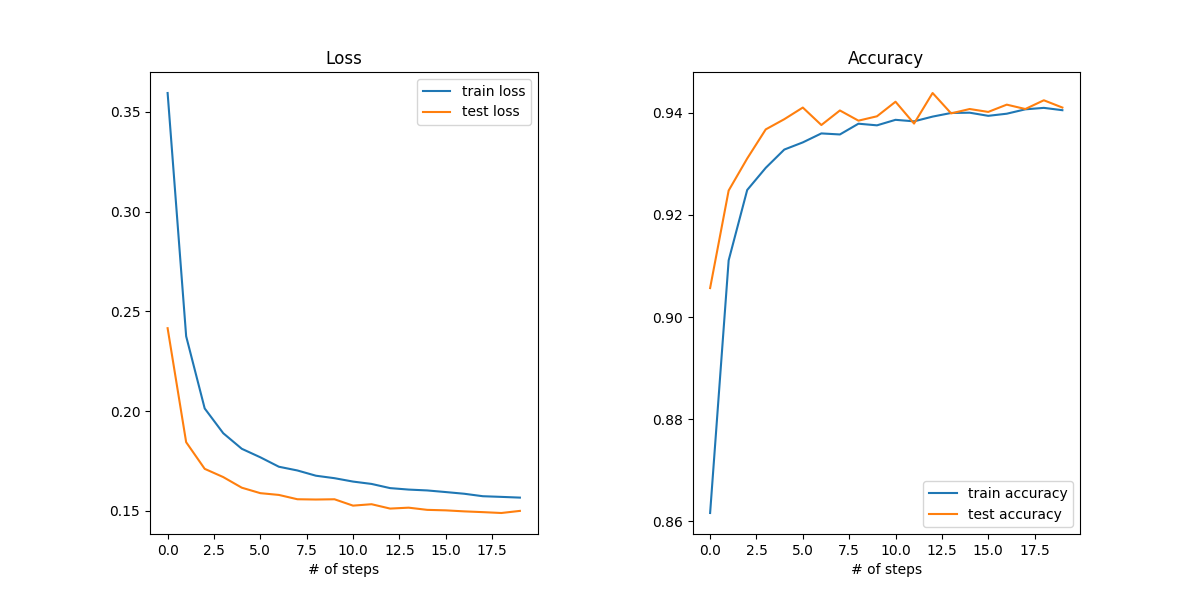 Loss
0.35
0.30
0.25
0.20
0.15
0.0 2.5 5.0 7.5 10.0 12.5 15.0 17.5
# of steps
train loss
test loss
Accuracy
0.94
0.92
0.90
0.88
0.86
0.0 2.5 5.0 7.5 10.0 12.5 15.0 17.5
# of steps
train accuracy
test accuracy